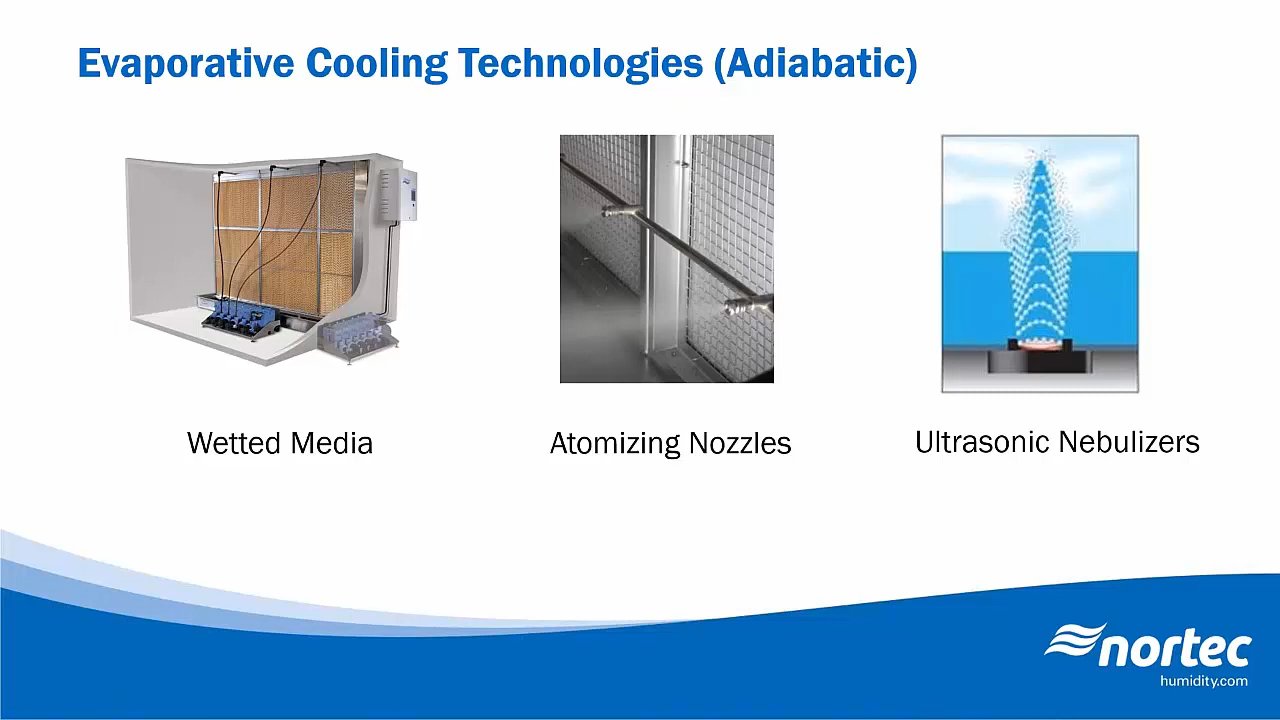 Evaporative Cooling Technologies (Adiabatic)
Wetted Media
Atomizing Nozzles
Ultrasonic Nebulizers
nortec
humidity.com